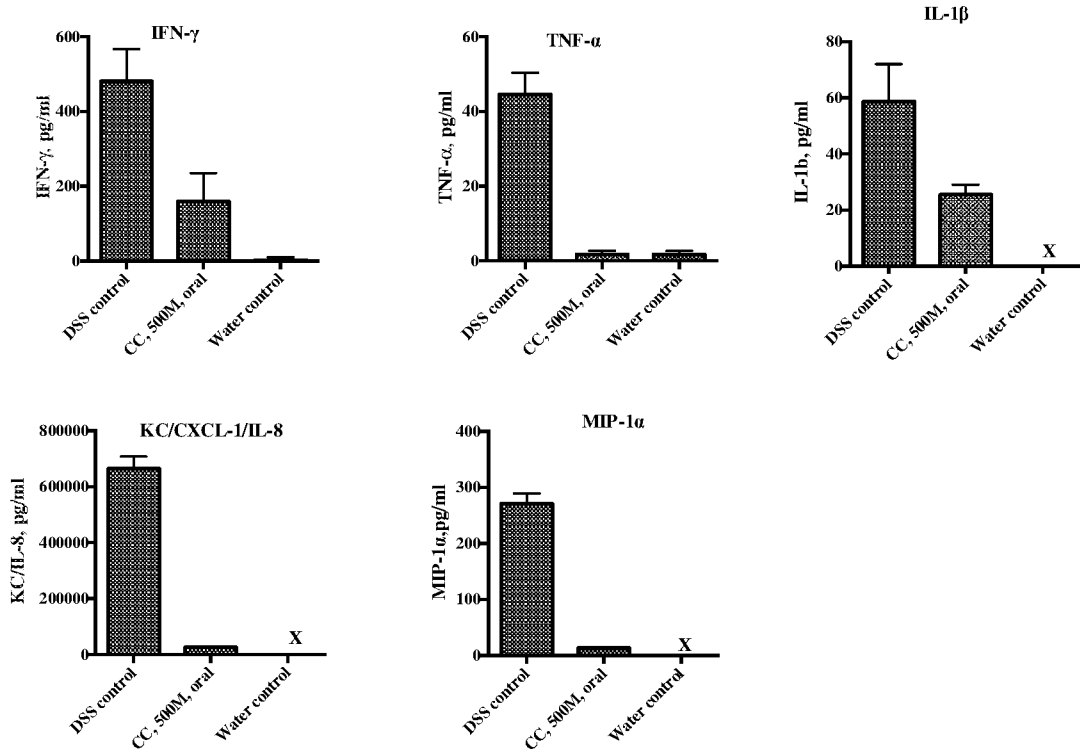 IFN-γ
IFN-γ, pg/ml
600
400
200
0
DSS control
CC, 500M, oral
Water control
TNF-α
TNF-α, pg/ml
60
40
20
0
DSS control
CC, 500M, oral
Water control
IL-1β
IL-1b, pg/ml
80
60
40
20
0
X
DSS control
CC, 500M, oral
Water control
KC/CXCL-1/IL-8
KC/IL-8, pg/ml
800000
600000
400000
200000
0
X
DSS control
CC, 500M, oral
Water control
MIP-1α
MIP-1α,pg/ml
400
300
200
100
0
X
DSS control
CC, 500M, oral
Water control